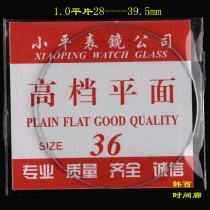 1.0平片28----39.5mm
小平表鏡公司
XIAOPING WATCH GLASS
高档平面
PLAIN FLAT GOOD QUALITY
SIZE 36
专业 质量 齐全 诚信
韩百
时间廊